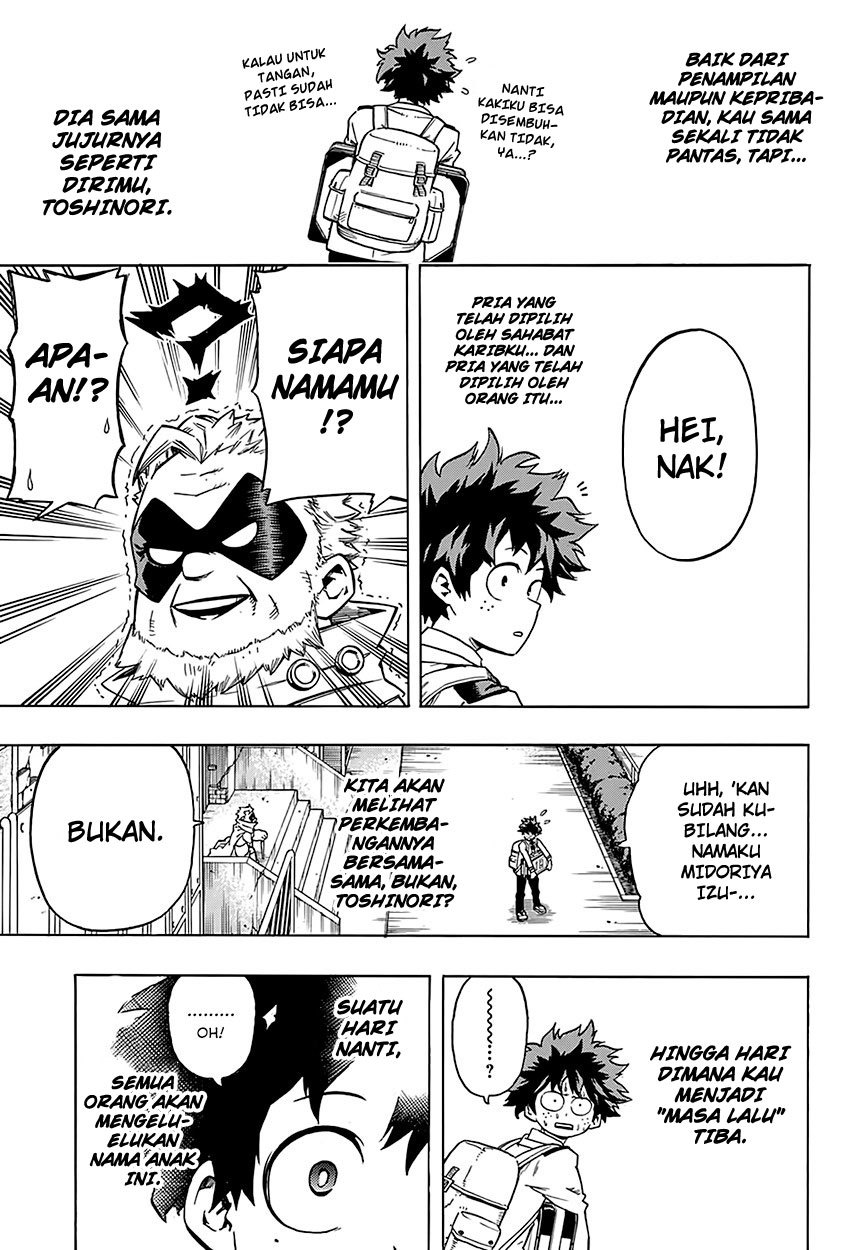 BAIK DARI
PENAMPILAN
MAUPUN KEPRIBA-
DIAN, KAU SAMA
SEKALI TIDAK
PANTAS, TAPI...
NANTI
KAKIKU BISA
DISEMBUH-
KAN TIDAK,
YA...?
KALAU UNTUK
TANGAN,
PASTI SUDAH
TIDAK BISA...
DIA SAMA
JUJURNYA
SEPERTI
DIRIMU,
TOSHINORI.
HEI,
NAK!
PRIA YANG
TELAH DIPILIH
OLEH SAHABAT
KARIBKU... DAN
PRIA YANG TELAH
DIPILIH OLEH
ORANG ITU...
SIAPA
NAMAMU
!?
?
APA-
AN!?
UHH, 'KAN
SUDAH KU-
BILANG...
NAMAKU
MIDORIYA
IZU-...
KITA AKAN
MELIHAT
PERKEMBA-
NGANNYA
BERSAMA-
SAMA, BUKAN,
TOSHINORI?
BUKAN.
HINGGA HARI
DIMANA KAU
MENJADI
"MASA LALU"
TIBA.
...?
SUATU
HARI
NANTI,
.........
OH!
SEMUA
ORANG AKAN
MENGELU-
ELUKAN
NAMA ANAK
INI.